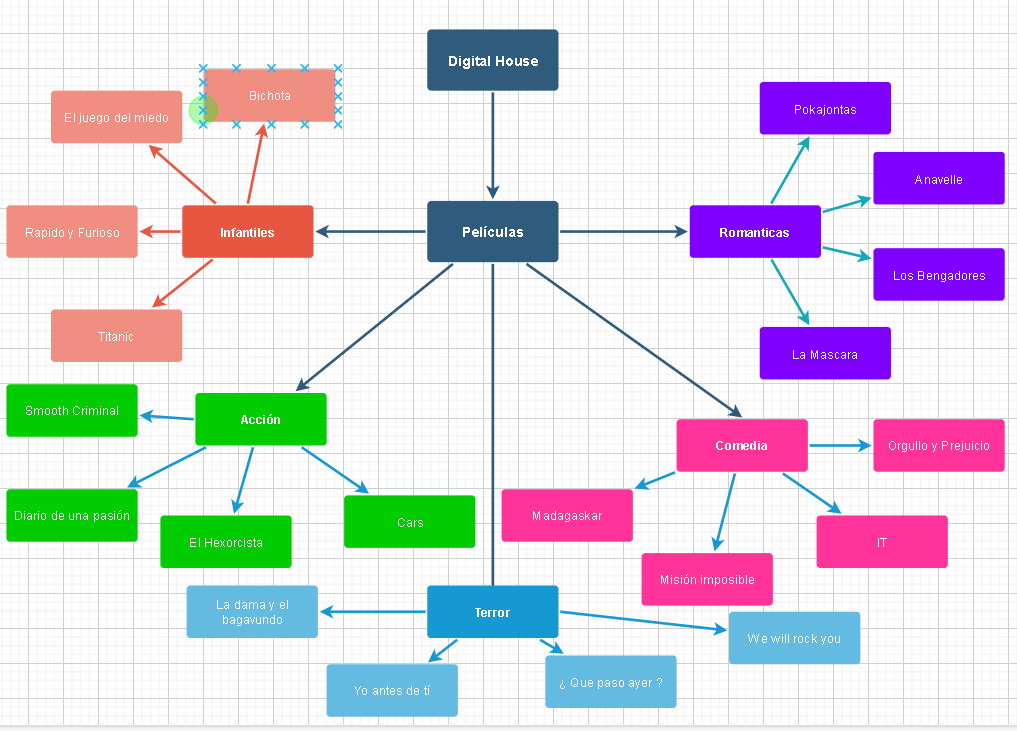 Digital House
Bichota
El juego del miedo
Pokajontas
Anavelle
Rapido y Furioso
Infantiles
Películas
Romanticas
Los Bengadores
Titanic
La Mascara
Smooth Criminal
Acción
Comedia
Orgullo y Prejuicio
Diario de una pasión
El Hexorcista
Cars
Madagaskar
IT
Misión imposible
La dama y el
bagavundo
Terror
We will rock you
Yo antes de tí
¿ Que paso ayer ?